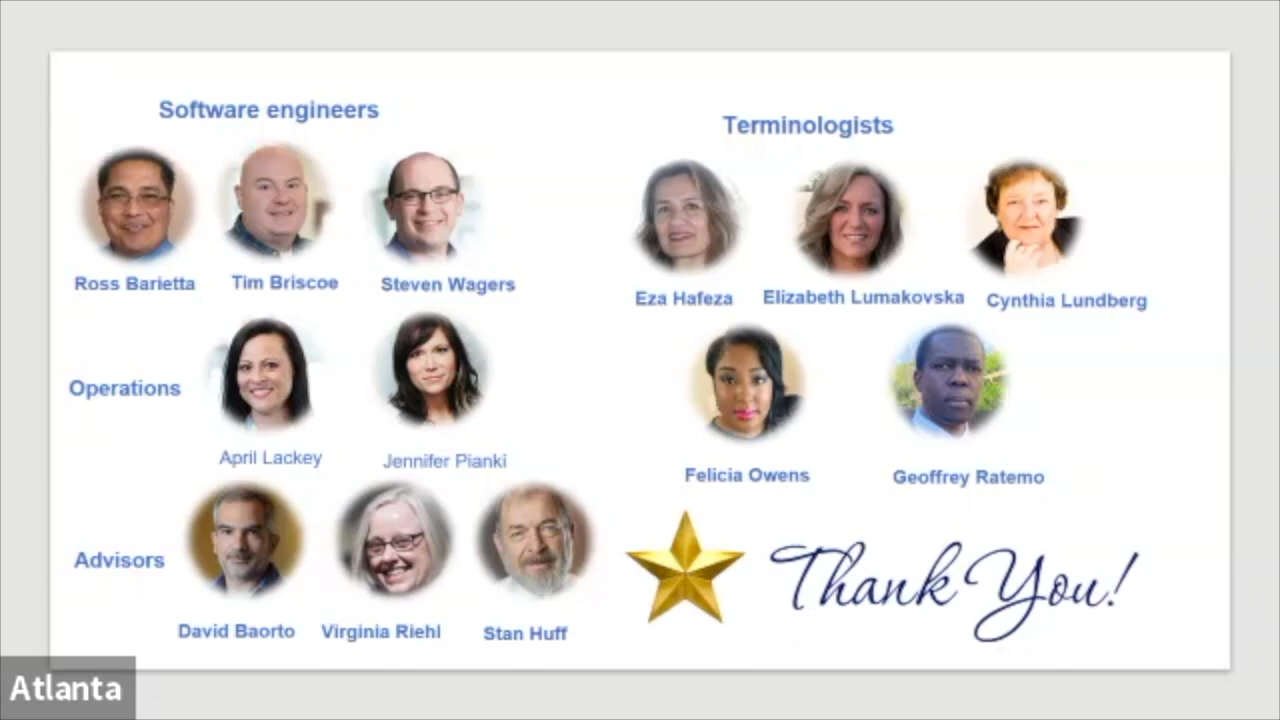 Software engineers
Ross Barietta
Tim Briscoe
Steven Wagers
Operations
April Lackey
Jennifer Pianki
Advisors
David Baorto
Virginia Riehl
Stan Huff
Terminologists
Eza Hafeza
Elizabeth Lumakovska
Cynthia Lundberg
Felicia Owens
Geoffrey Ratemo
Thank You!
Atlanta